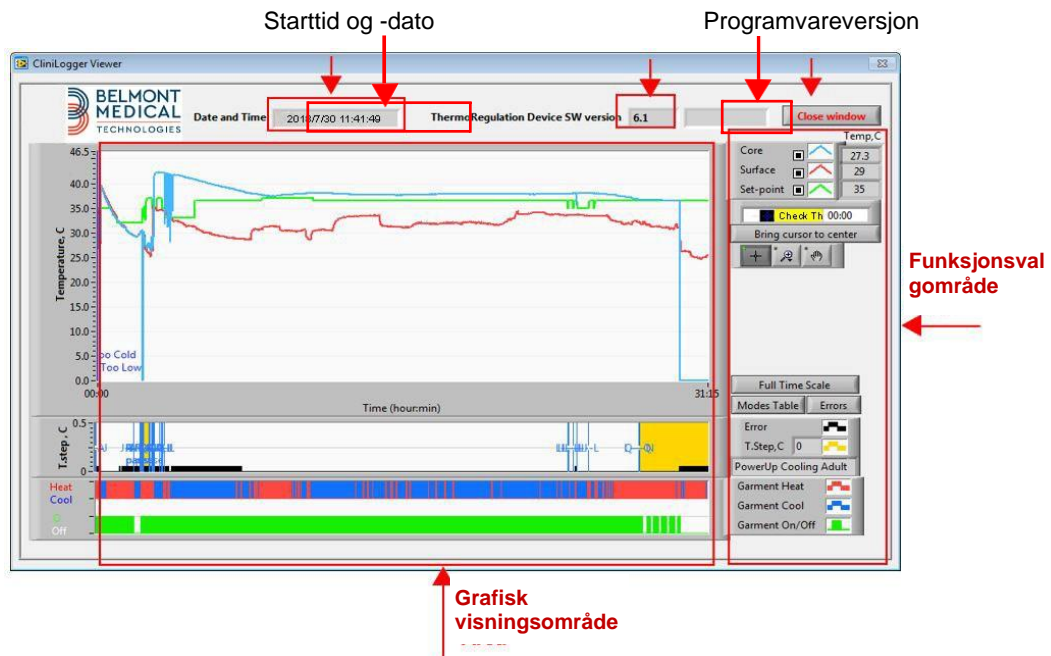 Starttid og -dato
Programvareversjon
CliniLogger Viewer
BELMONT
MEDICAL
TECHNOLOGIES
Date and Time
2018/7/30 11:41:49
ThermoRegulation Device SW version
6.1
Close window
Temp,C
Core
27.3
Surface
29
Set-point
35
Check Th 00:00
Bring cursor to center
Funksjonsval
gområde
46.5
40.0
35.0
30.0
25.0
20.0
15.0
10.0
5.0
0.0
Temperature, C
oo Cold
Too Low
00:00
31:15
Time (hour:min)
Full Time Scale
Modes Table
Errors
0.5
0
T.step, C
Error
T.Step,C
0
PowerUp Cooling Adult
Heat
Cool
Off
Garment Heat
Garment Cool
Garment On/Off
Grafisk
visningsområde